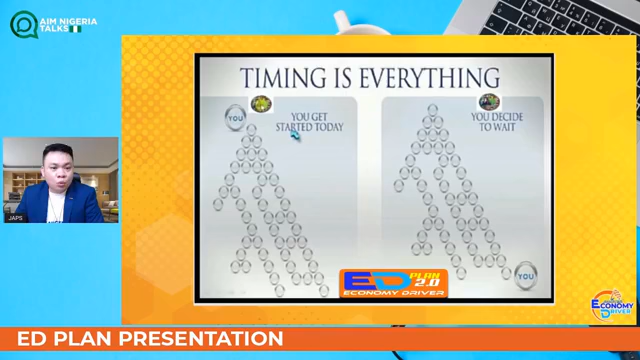 AIM NIGERIA
TALKS
TIMING IS EVERYTHING
YOU
YOU GET
STARTED TODAY
YOU DECIDE
TO WAIT
YOU
JAPS
ED PLAN
2.0
ECONOMY DRIVER
ECONOMY
DRIVER
ED PLAN PRESENTATION